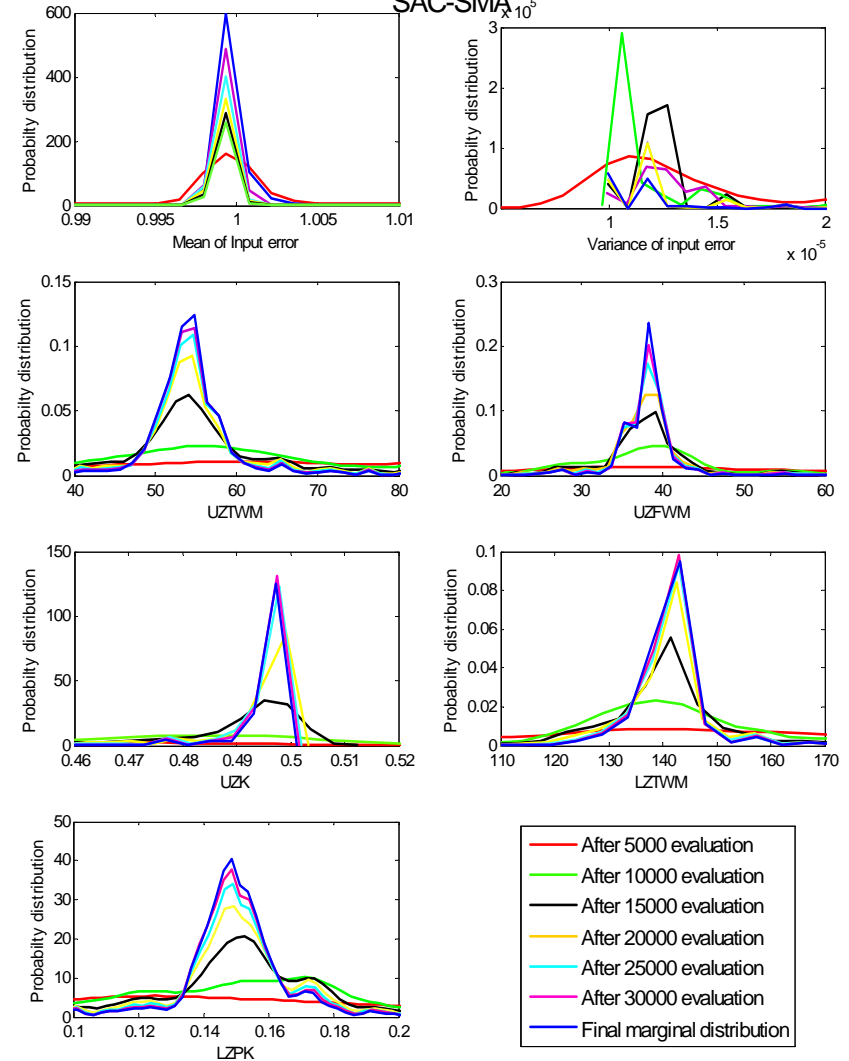 SAC-SMA
600
400
200
0
0.99
0.995
1
1.005
1.01
Probabilty distribution
Mean of Input error
x 10^5
3
2
1
0
1
1.5
2
x 10^-5
Probabilty distribution
Variance of input error
0.15
0.1
0.05
0
40
50
60
70
80
Probabilty distribution
UZTWM
0.3
0.2
0.1
0
20
30
40
50
60
Probabilty distribution
UZFWM
150
100
50
0
0.46
0.47
0.48
0.49
0.5
0.51
0.52
Probabilty distribution
UZK
0.1
0.08
0.06
0.04
0.02
0
110
120
130
140
150
160
170
Probabilty distribution
LZTWM
50
40
30
20
10
0
0.1
0.12
0.14
0.16
0.18
0.2
Probabilty distribution
LZPK
After 5000 evaluation
After 10000 evaluation
After 15000 evaluation
After 20000 evaluation
After 25000 evaluation
After 30000 evaluation
Final marginal distribution